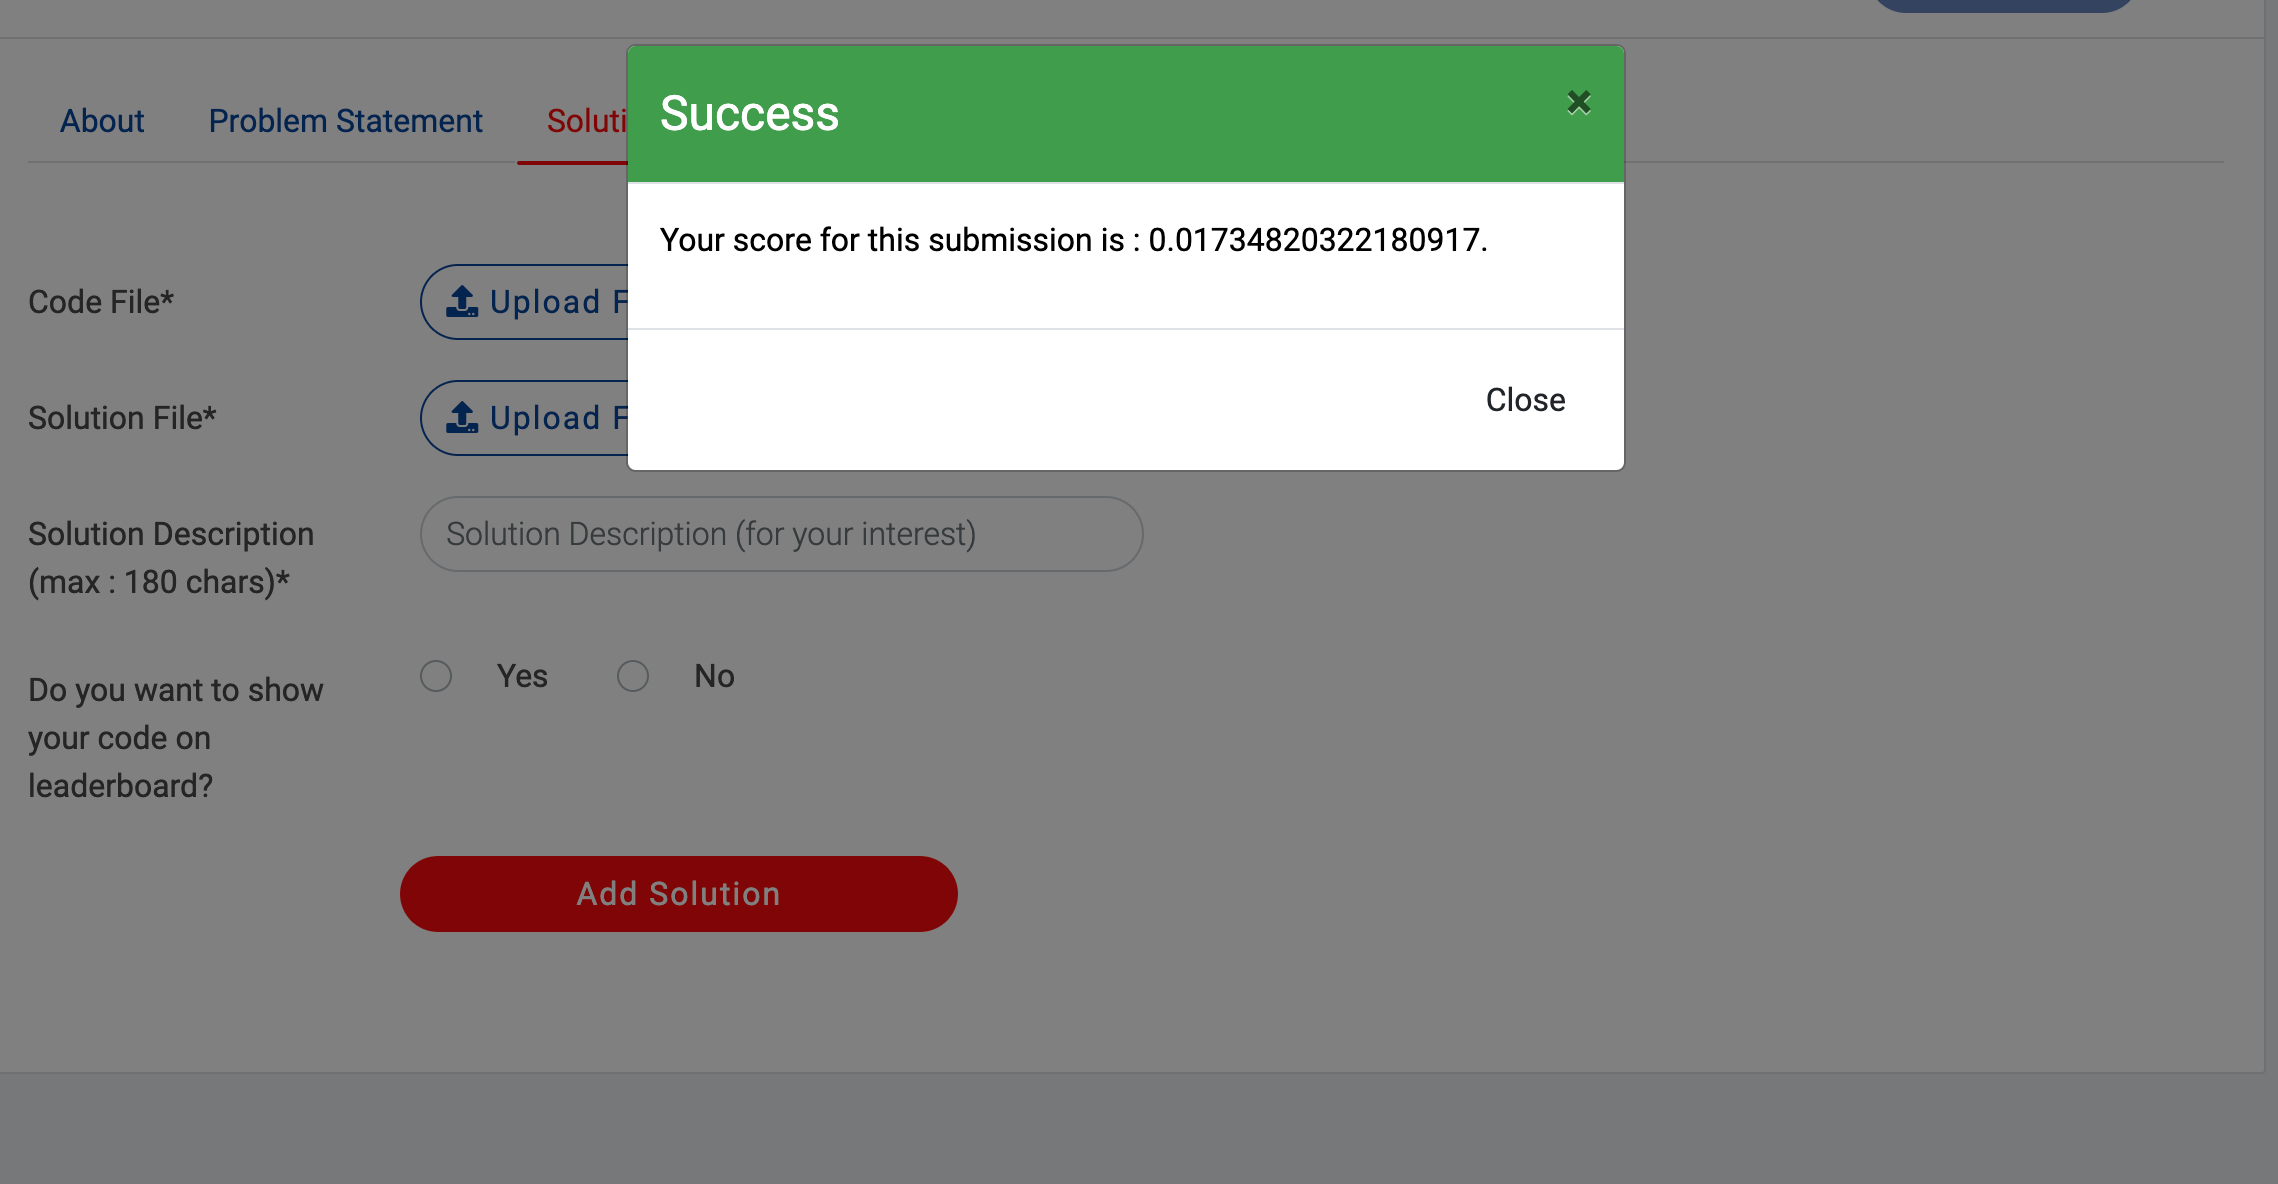 About
Problem Statement
Soluti
Success
×
Your score for this submission is : 0.01734820322180917.
Close
Code File*
Upload F
Solution File*
Upload F
Solution Description
(max : 180 chars)*
Solution Description (for your interest)
Do you want to show
your code on
leaderboard?
Yes
No
Add Solution